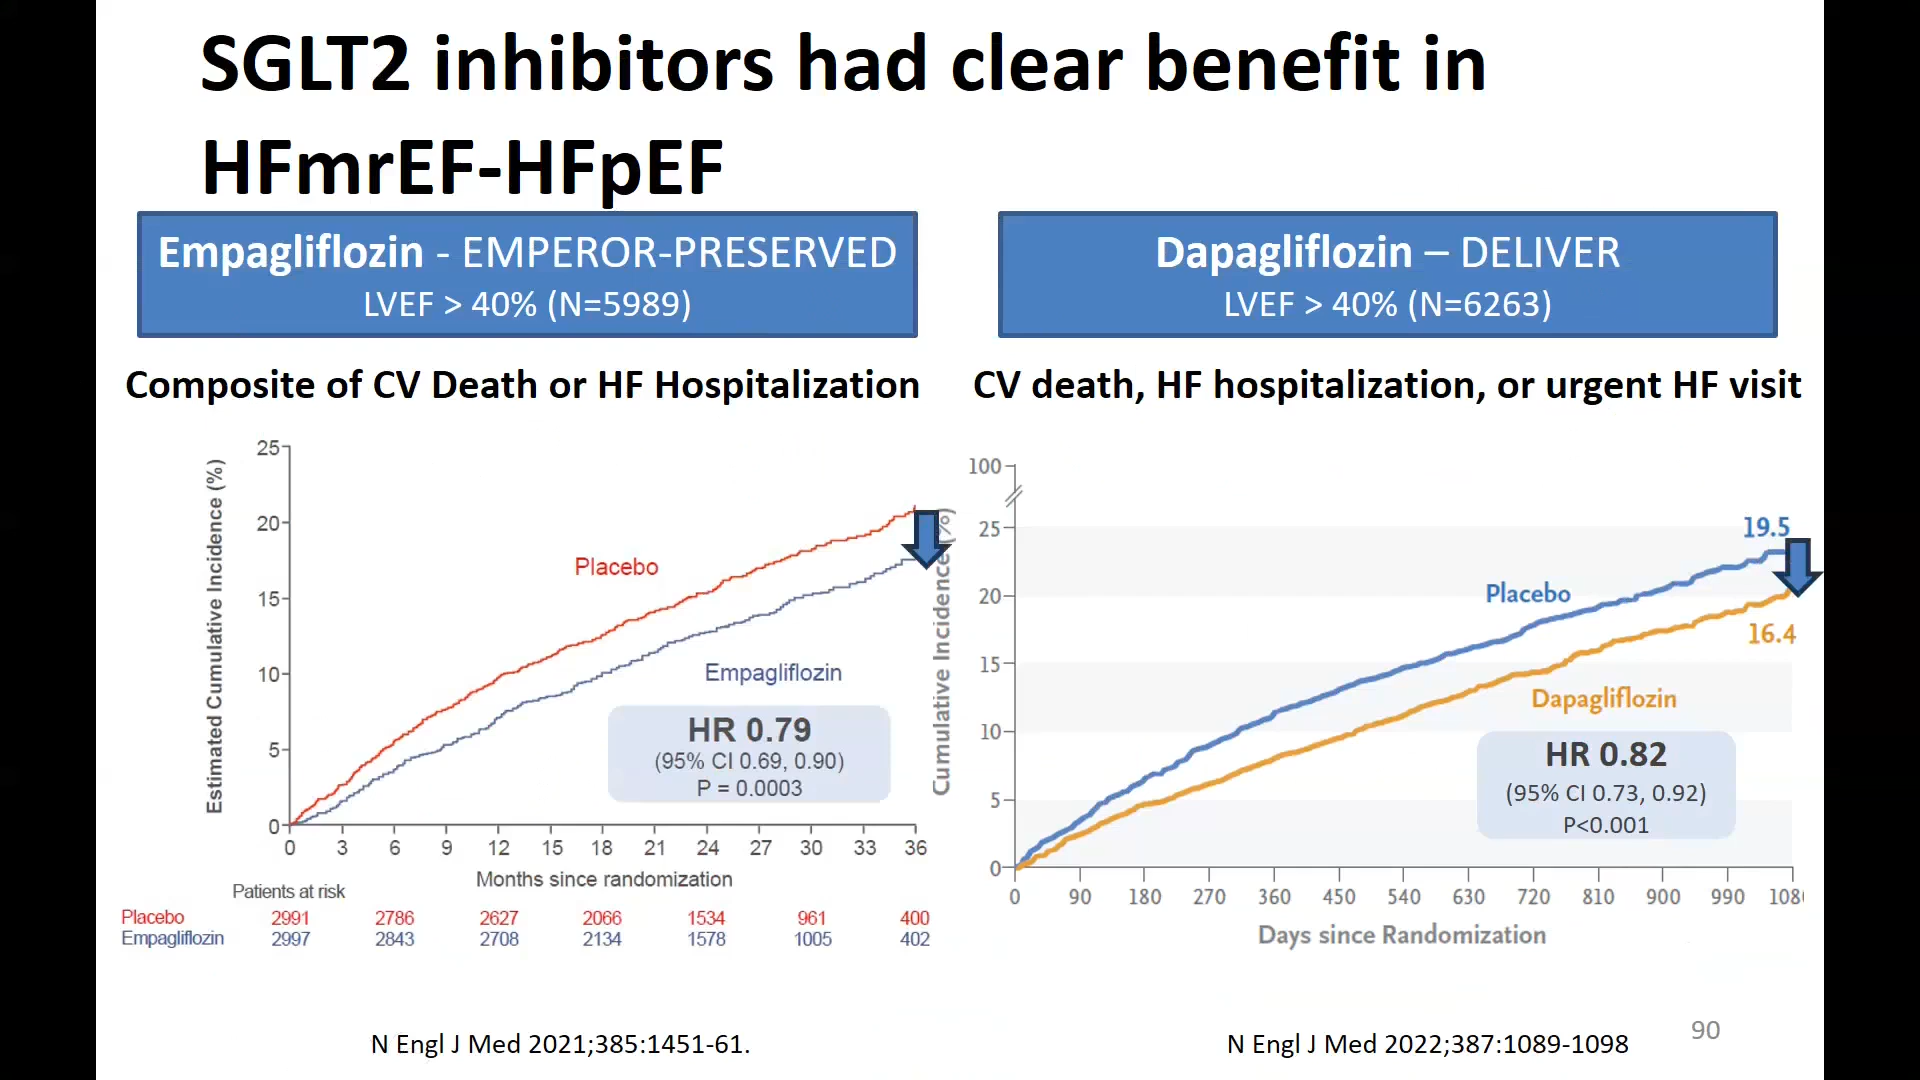 SGLT2 inhibitors had clear benefit in
HFmrEF-HFpEF
Empagliflozin - EMPEROR-PRESERVED
LVEF > 40% (N=5989)
Composite of CV Death or HF Hospitalization
Estimated Cumulative Incidence (%)
25
20
15
10
5
0
Placebo
Empagliflozin
HR 0.79
(95% CI 0.69, 0.90)
P = 0.0003
0 3 6 9 12 15 18 21 24 27 30 33 36
Months since randomization
Patients at risk
Placebo 2991 2786 2627 2066 1534 961 400
Empagliflozin 2997 2843 2708 2134 1578 1005 402
N Engl J Med 2021;385:1451-61.
Dapagliflozin – DELIVER
LVEF > 40% (N=6263)
CV death, HF hospitalization, or urgent HF visit
Cumulative Incidence (%)
100
25
20
15
10
5
0
19.5
Placebo
16.4
Dapagliflozin
HR 0.82
(95% CI 0.73, 0.92)
P<0.001
0 90 180 270 360 450 540 630 720 810 900 990
Days since Randomization
N Engl J Med 2022;387:1089-1098
90